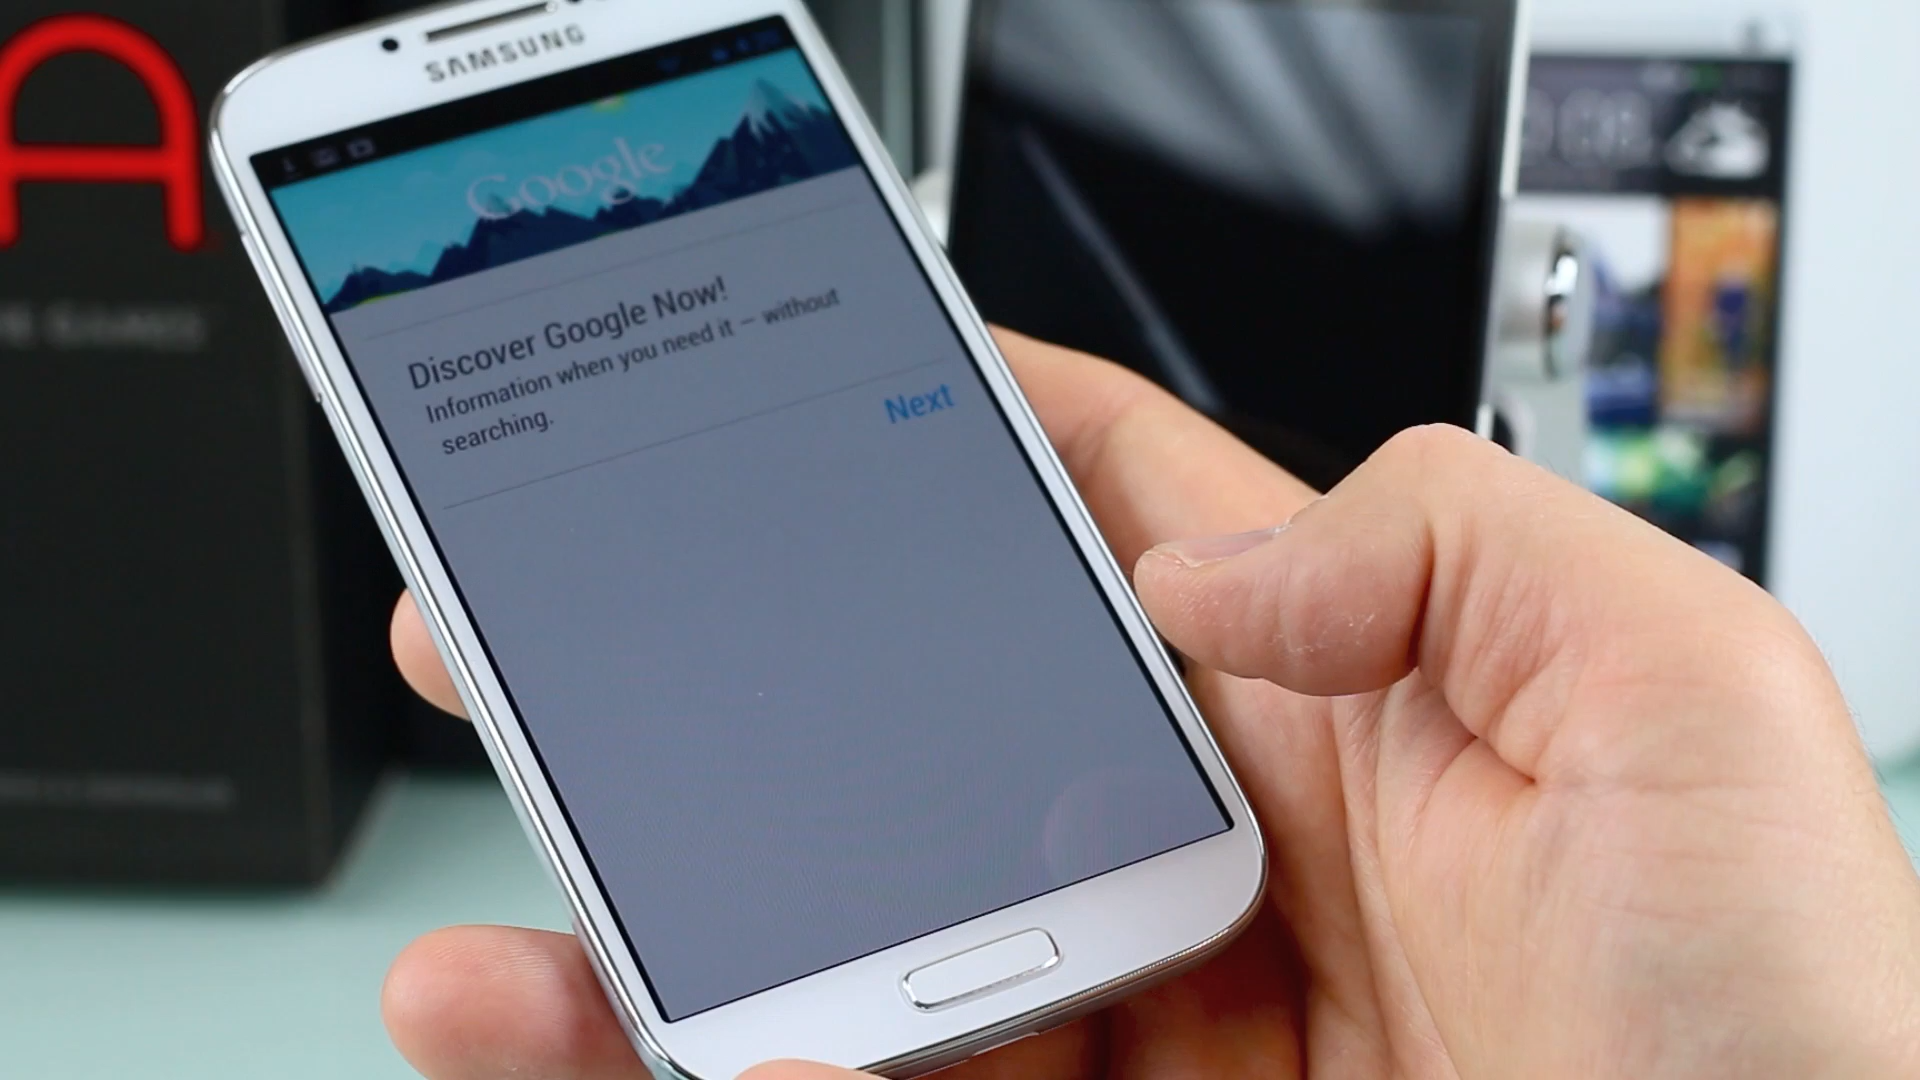 SAMSUNG
Google
Discover Google Now!
Information when you need it – without
searching.
Next